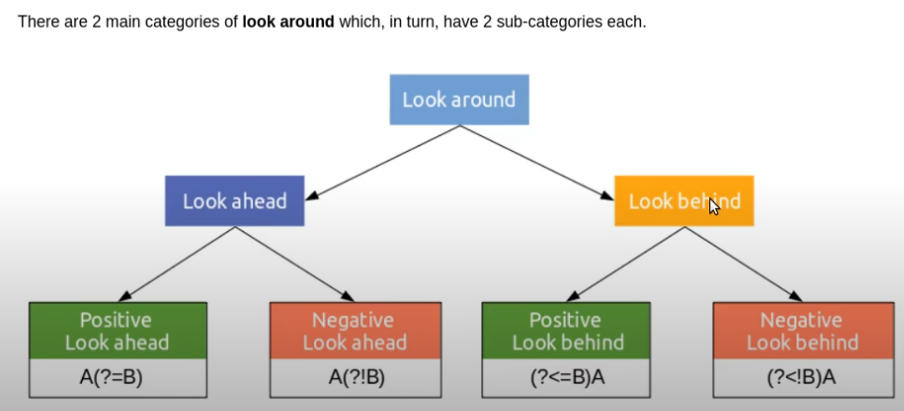 There are 2 main categories of look around which, in turn, have 2 sub-categories each.
Look around
Look ahead
Look behind
Positive
Look ahead
A(?=B)
Negative
Look ahead
A(?!B)
Positive
Look behind
(?<=B)A
Negative
Look behind
(?<!B)A